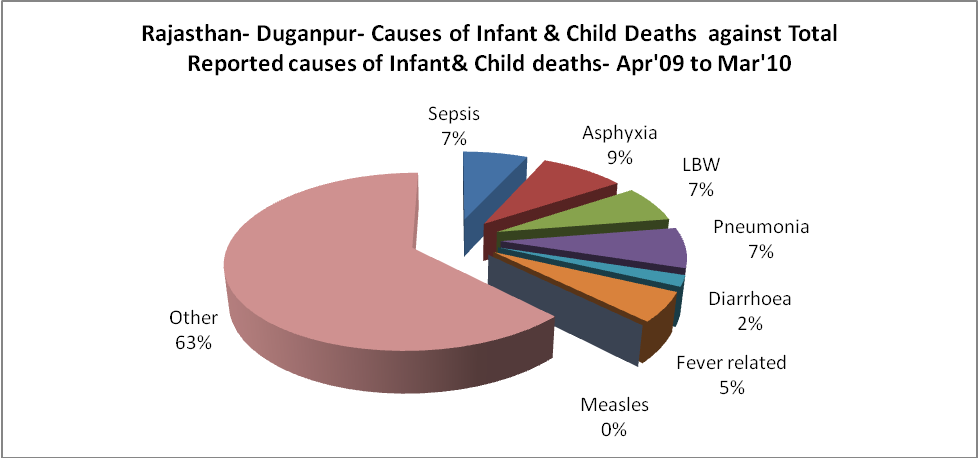 Rajasthan- Duganpur- Causes of Infant & Child Deaths against Total
Reported causes of Infant& Child deaths- Apr'09 to Mar'10
Sepsis
7%
Asphyxia
9%
LBW
7%
Pneumonia
7%
Diarrhoea
2%
Fever related
5%
Measles
0%
Other
63%